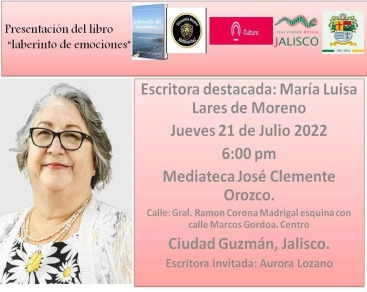 Presentación del libro
"laberinto de emociones"
Cultura
JALISCO
Escritora destacada: María Luisa
Lares de Moreno
Jueves 21 de Julio 2022
6:00 pm
Mediateca José Clemente
Orozco.
Calle: Gral. Ramon Corona Madrigal esquina con
calle Marcos Gordoa. Centro
Ciudad Guzmán, Jalisco.
Escritora Invitada: Aurora Lozano